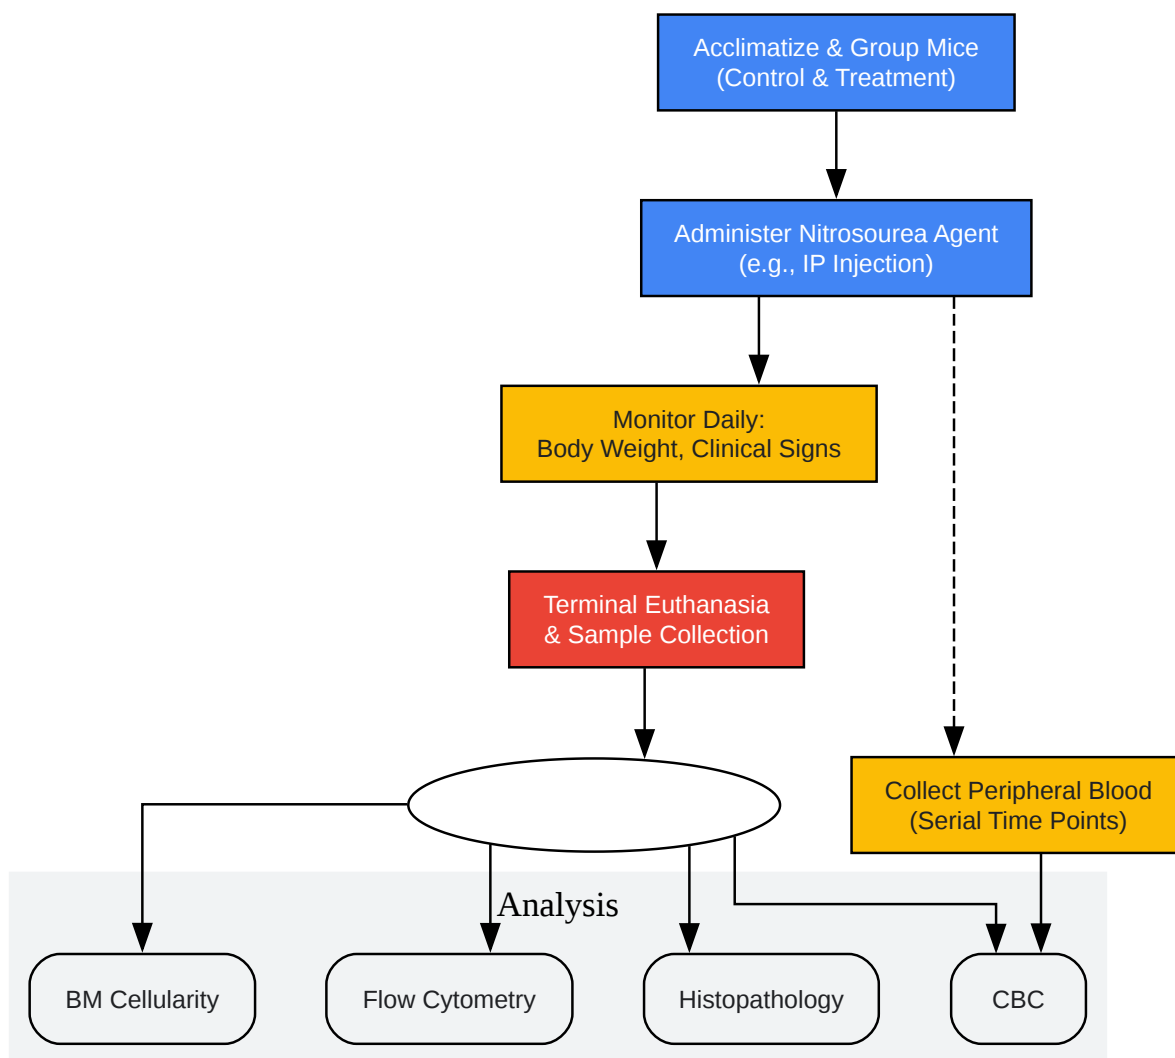 Acclimatize & Group Mice
(Control & Treatment)
Administer Nitrosourea Agent
(e.g., IP Injection)
Monitor Daily:
Body Weight, Clinical Signs
Terminal Euthanasia
& Sample Collection
Collect Peripheral Blood
(Serial Time Points)
Analysis
BM Cellularity
Flow Cytometry
Histopathology
CBC